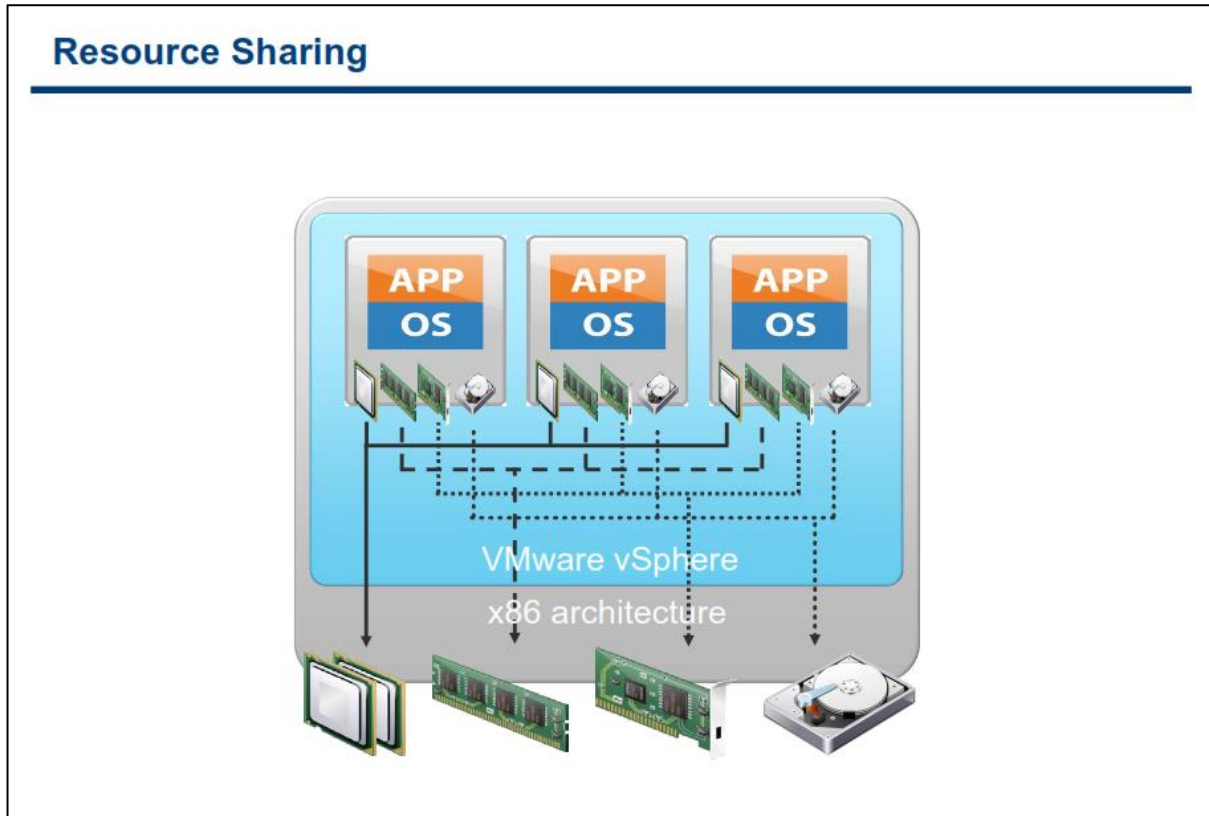 Resource Sharing
APP
OS
APP
OS
APP
OS
VMware vSphere
x86 architecture